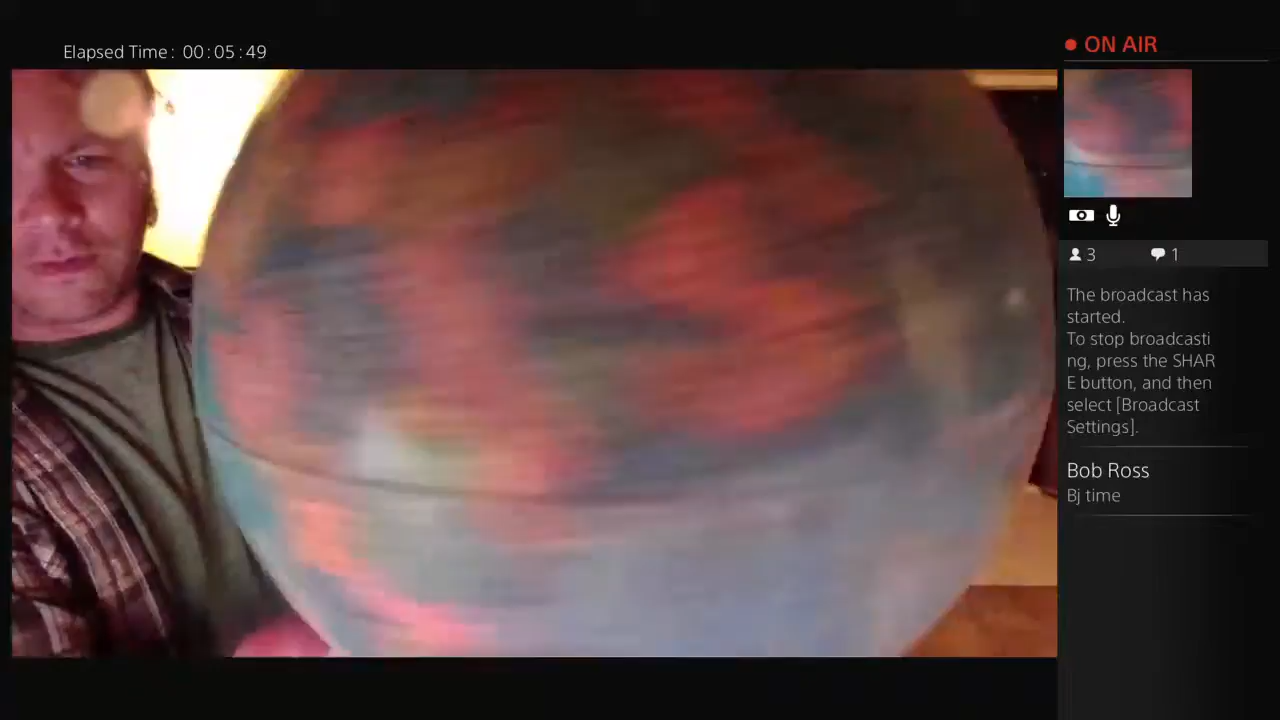 Elapsed Time: 00:05:49
ON AIR
3
1
The broadcast has
started.
To stop broadcasti
ng, press the SHAR
E button, and then
select [Broadcast
Settings].
Bob Ross
Bj time